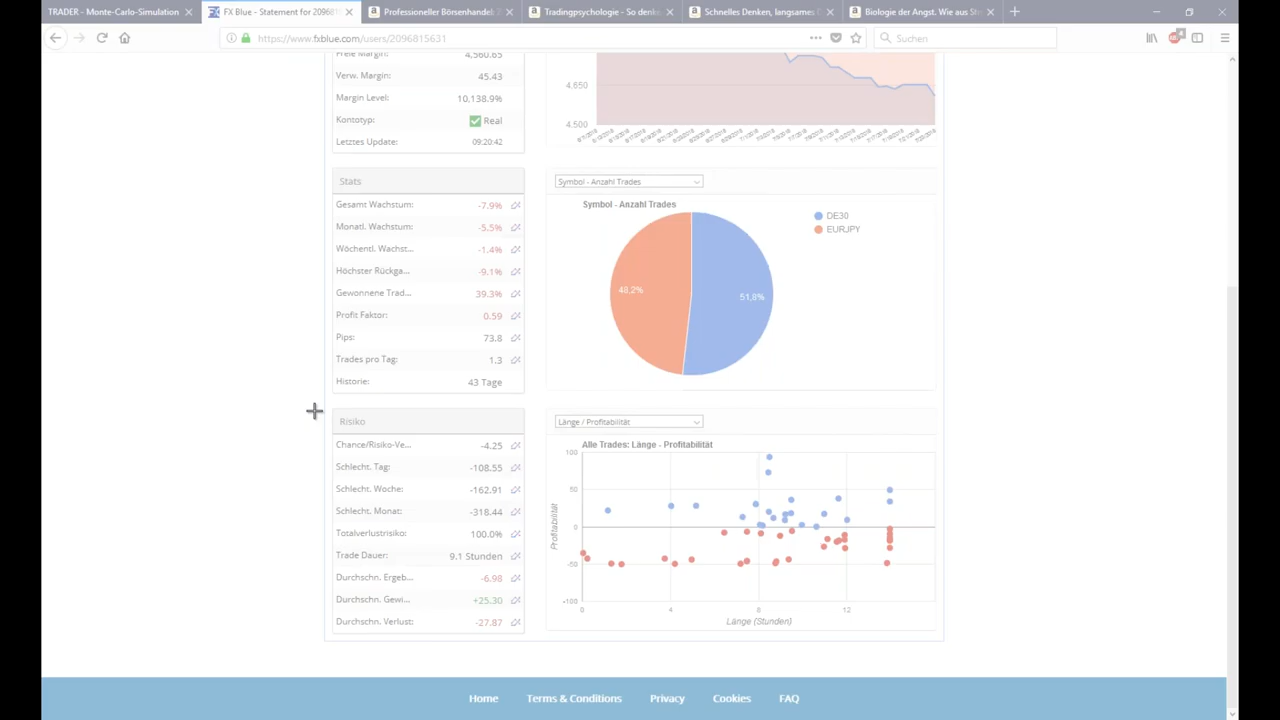 TRADER - Monte-Carlo-Simulation
FX Blue - Statement for 2096815
Professioneller Börsenhandel:
Tradingpsychologie - So denke
Schnelles Denken, langsames
Biologie der Angst. Wie aus Str
https://www.fxblue.com/users/2096815631
Suchen
Freie Margin: 4,560.65
Verw. Margin: 45.43
Margin Level: 10,138.9%
Kontotyp: Real
Letztes Update: 09:20:42
4,650
4,500
Stats
Gesamt Wachstum: -7.9%
Monatl. Wachstum: -5.5%
Wöchentl. Wachst... -1.4%
Höchster Rückga... -9.1%
Gewonnene Trad... 39.3%
Profit Faktor: 0.59
Pips: 73.8
Trades pro Tag: 1.3
Historie: 43 Tage
Symbol - Anzahl Trades
Symbol - Anzahl Trades
DE30
EURJPY
48,2%
51,8%
Risiko
Chance/Risiko-Ve... -4.25
Schlecht. Tag: -108.55
Schlecht. Woche: -162.91
Schlecht. Monat: -318.44
Totalverlustrisiko: 100.0%
Trade Dauer: 9.1 Stunden
Durchschn. Ergeb... -6.98
Durchschn. Gewi... +25.30
Durchschn. Verlust: -27.87
Länge / Profitabilität
Alle Trades: Länge - Profitabilität
100
50
0
-50
-100
Profitabilität
0 4 8 12
Länge (Stunden)
Home Terms & Conditions Privacy Cookies FAQ